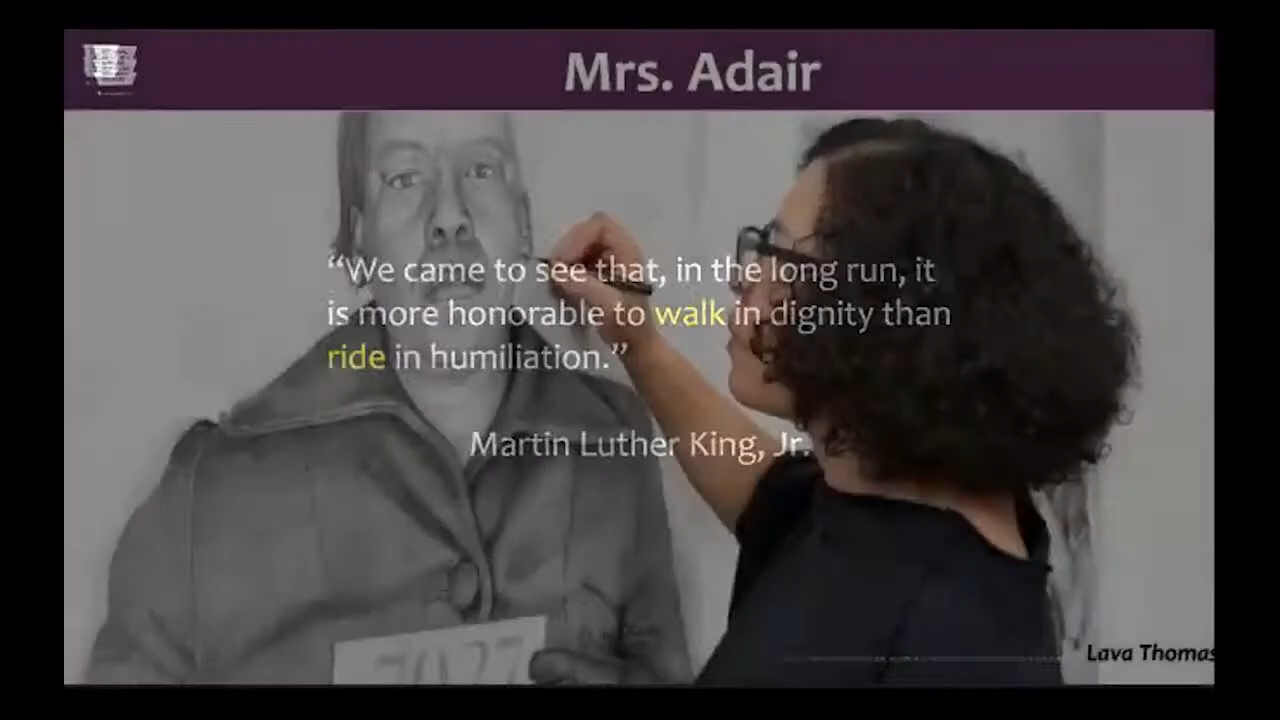 Mrs. Adair
“We came to see that, in the long run, it
is more honorable to walk in dignity than
ride in humiliation.”
Martin Luther King, Jr.
7027
Lava Thomas